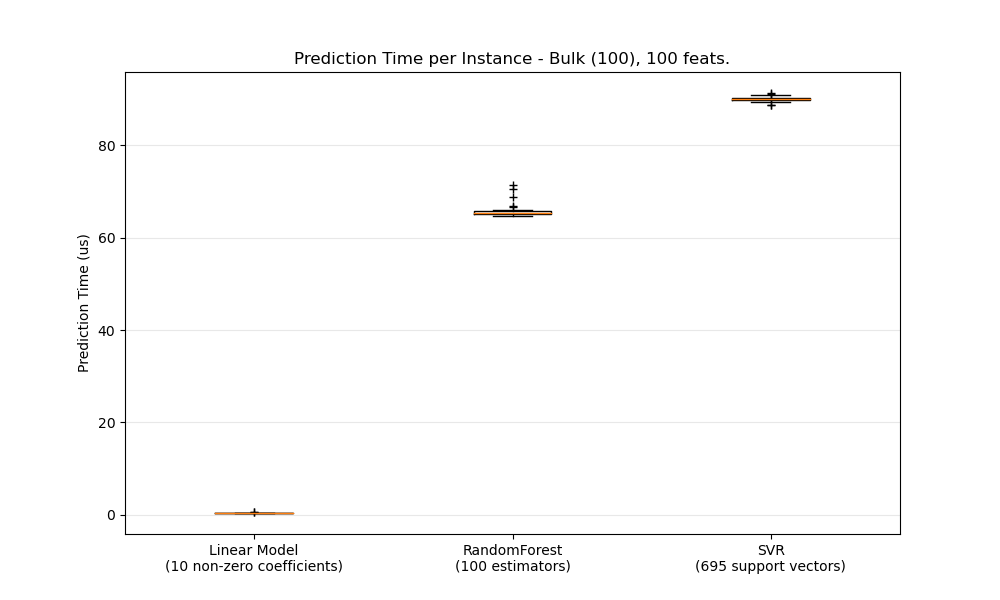 Prediction Time per Instance - Bulk (100), 100 feats.
Prediction Time (us)
80
60
40
20
0
Linear Model
(10 non-zero coefficients)
RandomForest
(100 estimators)
SVR
(695 support vectors)